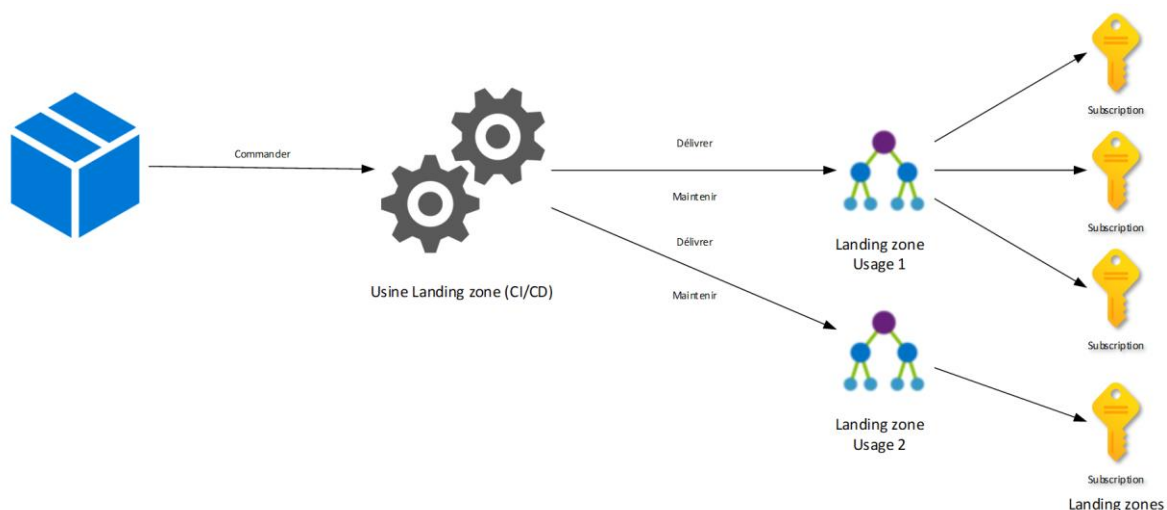 Commander
Usine Landing zone (CI/CD)
Délivrer
Maintenir
Délivrer
Maintenir
Landing zone
Usage 1
Landing zone
Usage 2
Subscription
Subscription
Subscription
Subscription
Landing zones